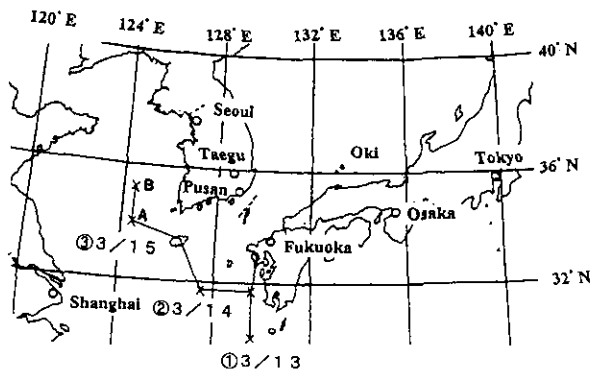 120° E 124° E 128° E 132° E 136° E 140° E
40° N
Seoul
Taegu Oki Tokyo 36° N
B Pusan
A Osaka
③3/15 Fukuoka
32° N
Shanghai ②3/14
①3/13